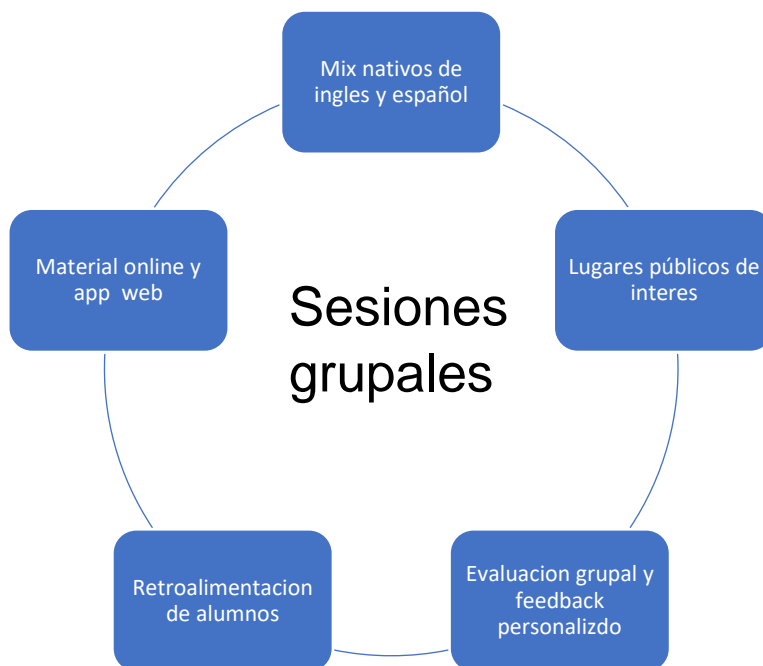 Mix nativos de
ingles y español
Material online y
app web
Lugares públicos de
interes
Sesiones
grupales
Retroalimentacion
de alumnos
Evaluacion grupal y
feedback
personalizdo